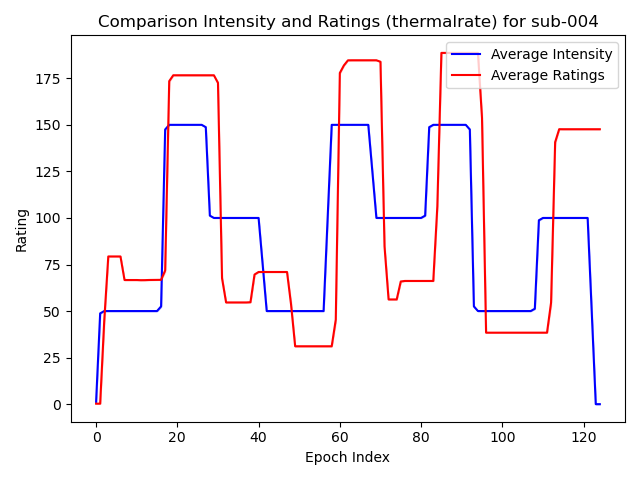 Comparison Intensity and Ratings (thermalrate) for sub-004
Average Intensity
Average Ratings
Rating
175
150
125
100
75
50
25
0
0 20 40 60 80 100 120
Epoch Index